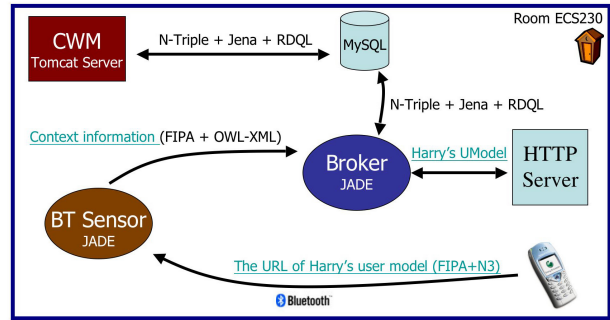 Room ECS230
CWM
Tomcat Server
N-Triple + Jena + RDQL
MySQL
N-Triple + Jena + RDQL
Context information (FIPA + OWL-XML)
Broker
JADE
Harry's UModel
HTTP
Server
BT Sensor
JADE
The URL of Harry's user model (FIPA+N3)
Bluetooth™